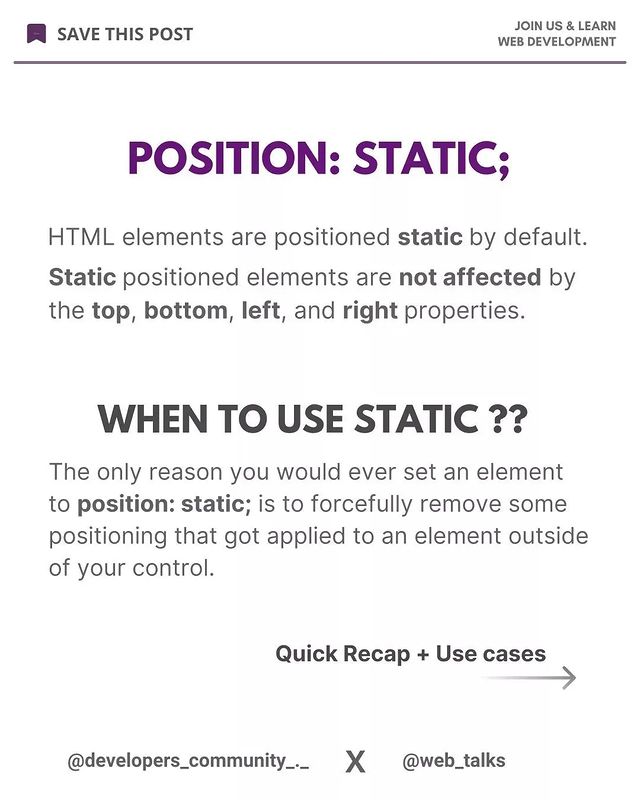 SAVE THIS POST
JOIN US & LEARN
WEB DEVELOPMENT
POSITION: STATIC;
HTML elements are positioned static by default.
Static positioned elements are not affected by
the top, bottom, left, and right properties.
WHEN TO USE STATIC ??
The only reason you would ever set an element
to position: static; is to forcefully remove some
positioning that got applied to an element outside
of your control.
Quick Recap + Use cases
@developers_community_._ X @web_talks